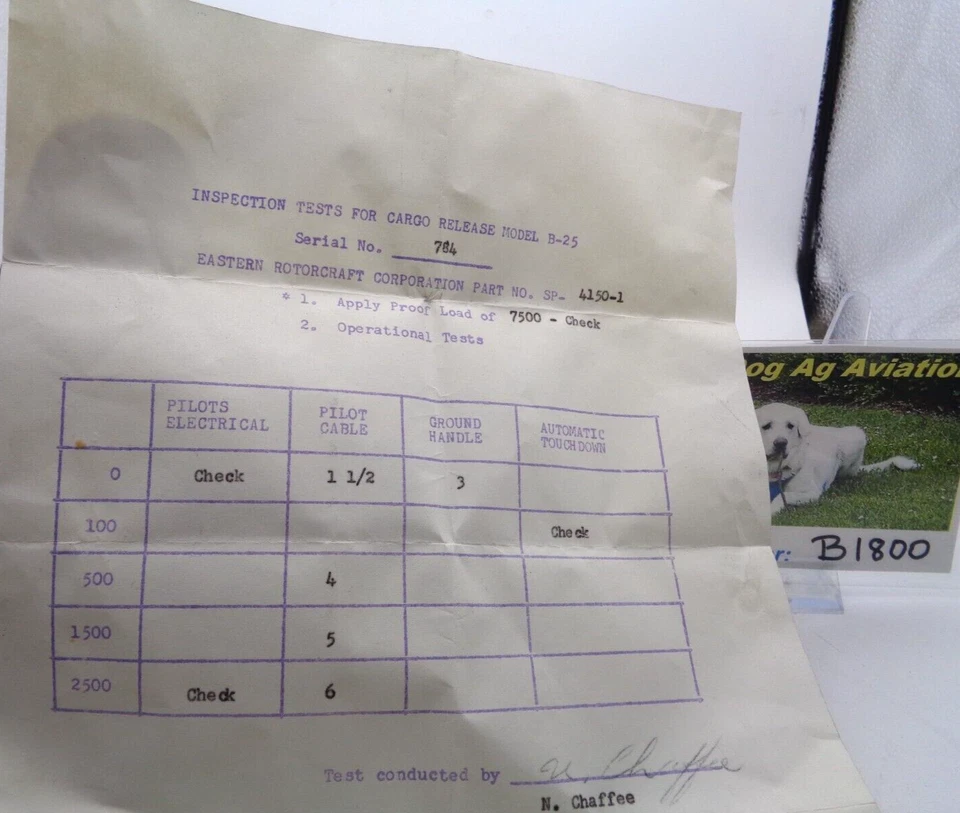 INSPECTION TESTS FOR CARGO RELEASE MODEL B-25
Serial No. 784
EASTERN ROTORCRAFT CORPORATION PART NO. SP- 4150-1
* 1. Apply Proof Load of 7500 - Check
2. Operational Tests
PILOTS ELECTRICAL PILOT CABLE GROUND HANDLE AUTOMATIC TOUCHDOWN
0 Check 1 1/2 3
100 Check
500 4
1500 5
2500 Check 6
Test conducted by N. Chaffee
N. Chaffee
og Ag Aviation
r: B1800